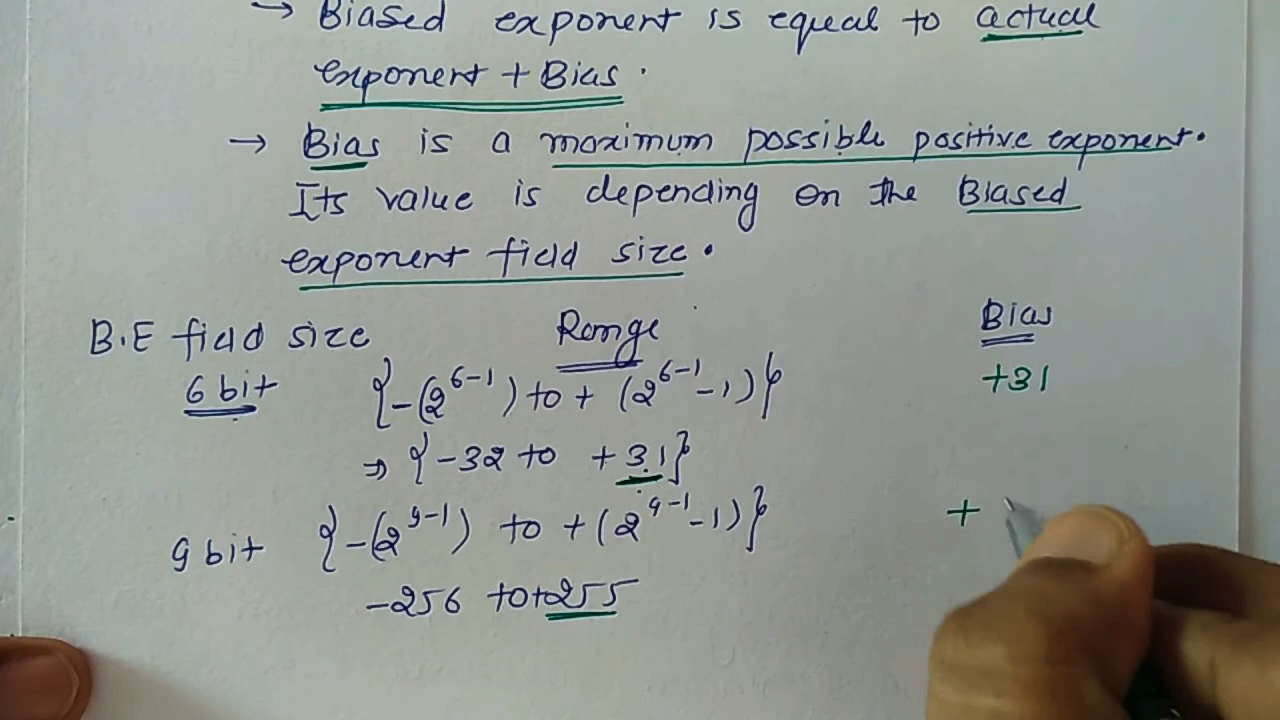 → Biased exponent is equal to actual
exponent + Bias.
→ Bias is a maximum possible positive exponent.
Its value is depending on the Biased
exponent field size.
B.E field size Range Bias
6 bit {-(2^{6-1}) to + (2^{6-1}-1)} +31
⇒ {-32 to +31}
9 bit {-(2^{9-1}) to +(2^{9-1}-1)} +
-256 to+255